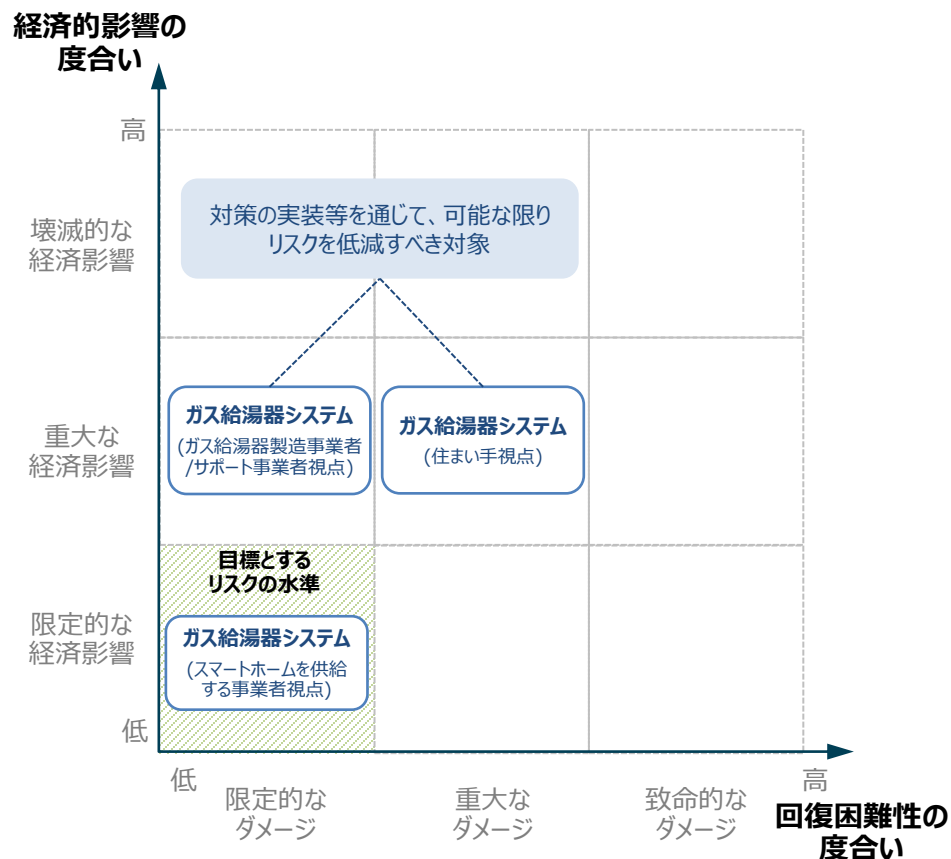 経済的影響の
度合い
高
対策の実装等を通じて、可能な限り
リスクを低減すべき対象
壊滅的な
経済影響
ガス給湯器システム
(ガス給湯器製造事業者
/サポート事業者視点)
ガス給湯器システム
(住まい手視点)
重大な
経済影響
目標とする
リスクの水準
限定的な
経済影響
ガス給湯器システム
(スマートホームを供給
する事業者視点)
低
低
限定的な
ダメージ
重大な
ダメージ
致命的な
ダメージ
高
回復困難性の
度合い